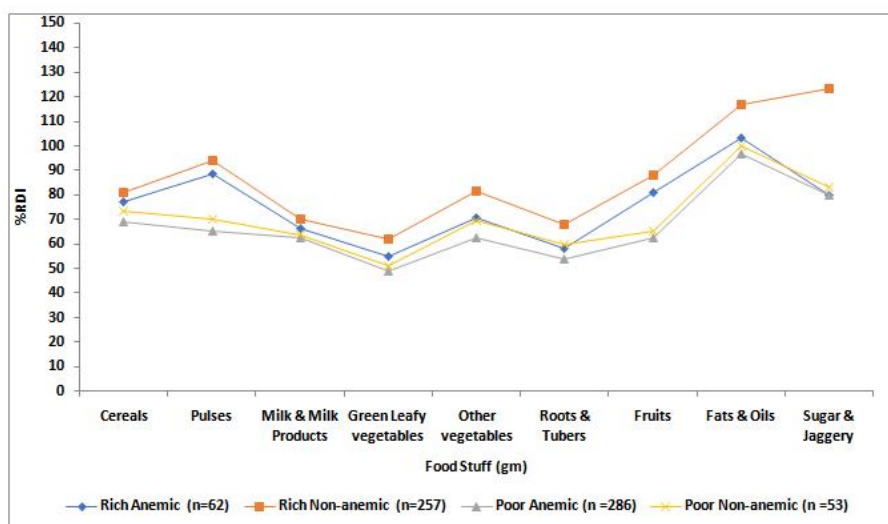 150
140
130
120
110
100
90
80
70
60
50
40
30
20
10
0
%RDI
Cereals
Pulses
Milk & Milk
Products
Green Leafy
vegetables
Other
vegetables
Roots &
Tubers
Fruits
Fats & Oils
Sugar &
Jaggery
Food Stuff (gm)
Rich Anemic (n=62)
Rich Non-anemic (n=257)
Poor Anemic (n =286)
Poor Non-anemic (n =53)